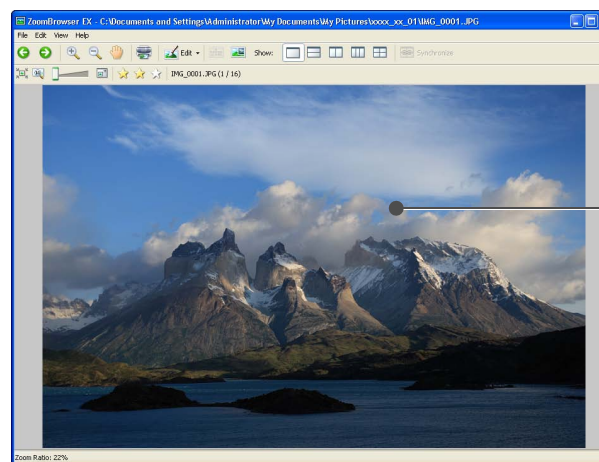 ZoomBrowser EX - C:\Documents and Settings\Administrator\My Documents\My Pictures\xxxx_xx_01\IMG_0001.JPG
File Edit View Help
Edit Show: Synchronize
IMG_0001.JPG (1 / 16)
Zoom Ratio: 22%